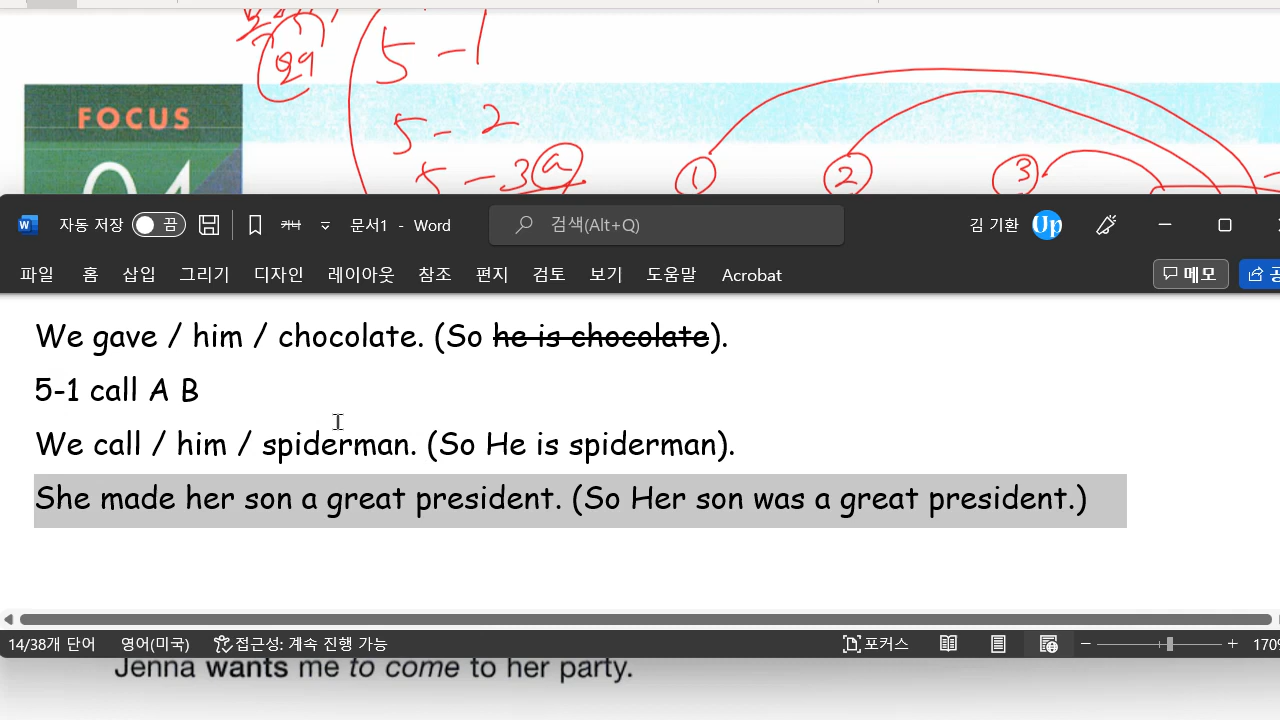 29
5-1
FOCUS
5-2
5-3 a
① ② ③
자동 저장 끔 가나 문서1 - Word 검색(Alt+Q) 김 기환 Up
파일 홈 삽입 그리기 디자인 레이아웃 참조 편지 검토 보기 도움말 Acrobat 메모
We gave / him / chocolate. (So he is chocolate).
5-1 call A B
We call / him / spiderman. (So He is spiderman).
She made her son a great president. (So Her son was a great president.)
14/38개 단어 영어(미국) 접근성: 계속 진행 가능 포커스 170%
Jenna wants me to come to her party.